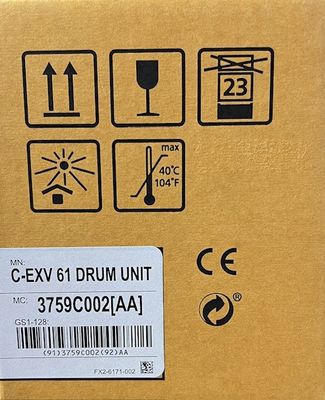 23
max
40°C
104°F
MN:
C-EXV 61 DRUM UNIT
MC: 3759C002[AA]
GS1-128:
(91)3759C002(92)AA
FX2-6171-002
CE
®